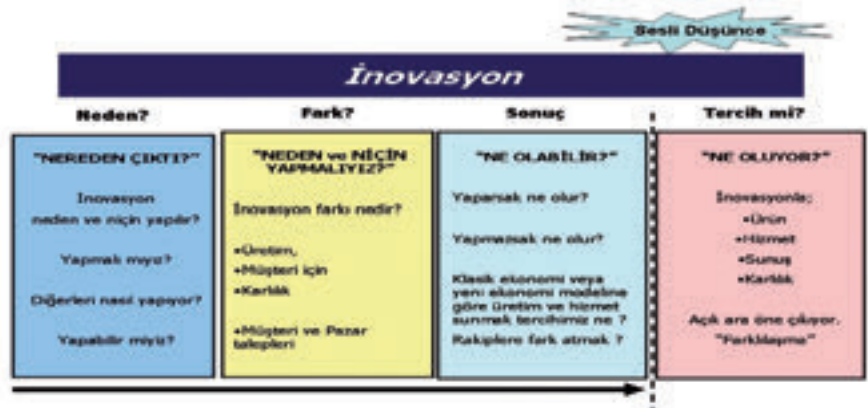 Sesli Düşünce
İnovasyon
Neden?
Fark?
Sonuç
Tercih mi?
"NEREDEN ÇIKTI?"
İnovasyon
neden ve niçin yapılır?
Yapmalı mıyız?
Diğerleri nasıl yapıyor?
Yapabilir miyiz?
"NEDEN ve NİÇİN
YAPMALIYIZ?"
İnovasyon farkı nedir?
•Üretim,
•Müşteri için
•Karlılık
•Müşteri ve Pazar
talepleri
"NE OLABİLİR?"
Yaparsak ne olur?
Yapmazsak ne olur?
Klasik ekonomi veya
yeni ekonomi modeline
göre üretim ve hizmet
sunmak tercihimiz ne ?
Rakiplere fark atmak ?
"NE OLUYOR?"
İnovasyonla;
•Ürün
•Hizmet
•Sunuş
•Karlılık
Açık ara öne çıkıyor.
"Farklılaşma"